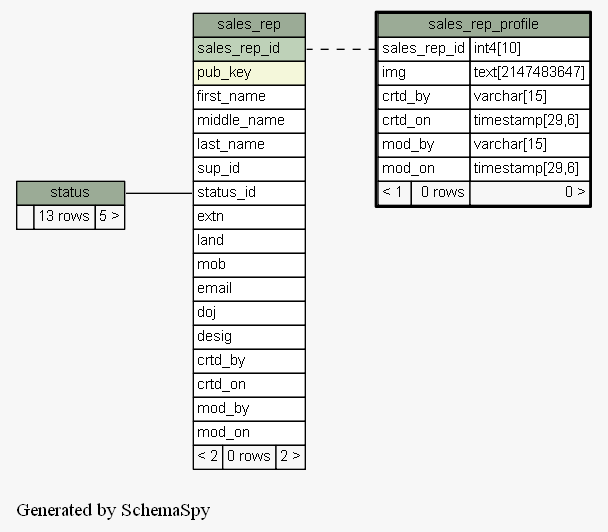 sales_rep
sales_rep_id
pub_key
first_name
middle_name
last_name
sup_id
status_id
extn
land
mob
email
doj
desig
crtd_by
crtd_on
mod_by
mod_on
< 2 0 rows 2 >
sales_rep_profile
sales_rep_id int4[10]
img text[2147483647]
crtd_by varchar[15]
crtd_on timestamp[29,6]
mod_by varchar[15]
mod_on timestamp[29,6]
< 1 0 rows 0 >
status
13 rows 5 >
Generated by SchemaSpy